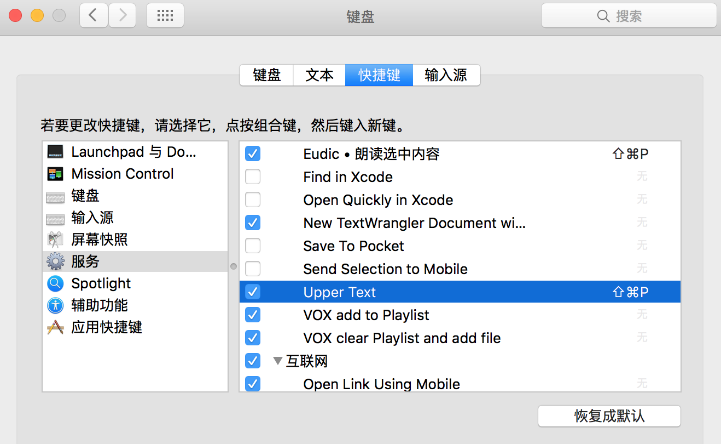 键盘
搜索
键盘 文本 快捷键 输入源
若要更改快捷键，请选择它，点按组合键，然后键入新键。
Launchpad 与 Do...
Mission Control
键盘
输入源
屏幕快照
服务
Spotlight
辅助功能
应用快捷键
Eudic • 朗读选中内容 ⇧⌘P
Find in Xcode 无
Open Quickly in Xcode 无
New TextWrangler Document wi... 无
Save To Pocket 无
Send Selection to Mobile 无
Upper Text ⇧⌘P
VOX add to Playlist 无
VOX clear Playlist and add file 无
互联网
Open Link Using Mobile 无
恢复成默认